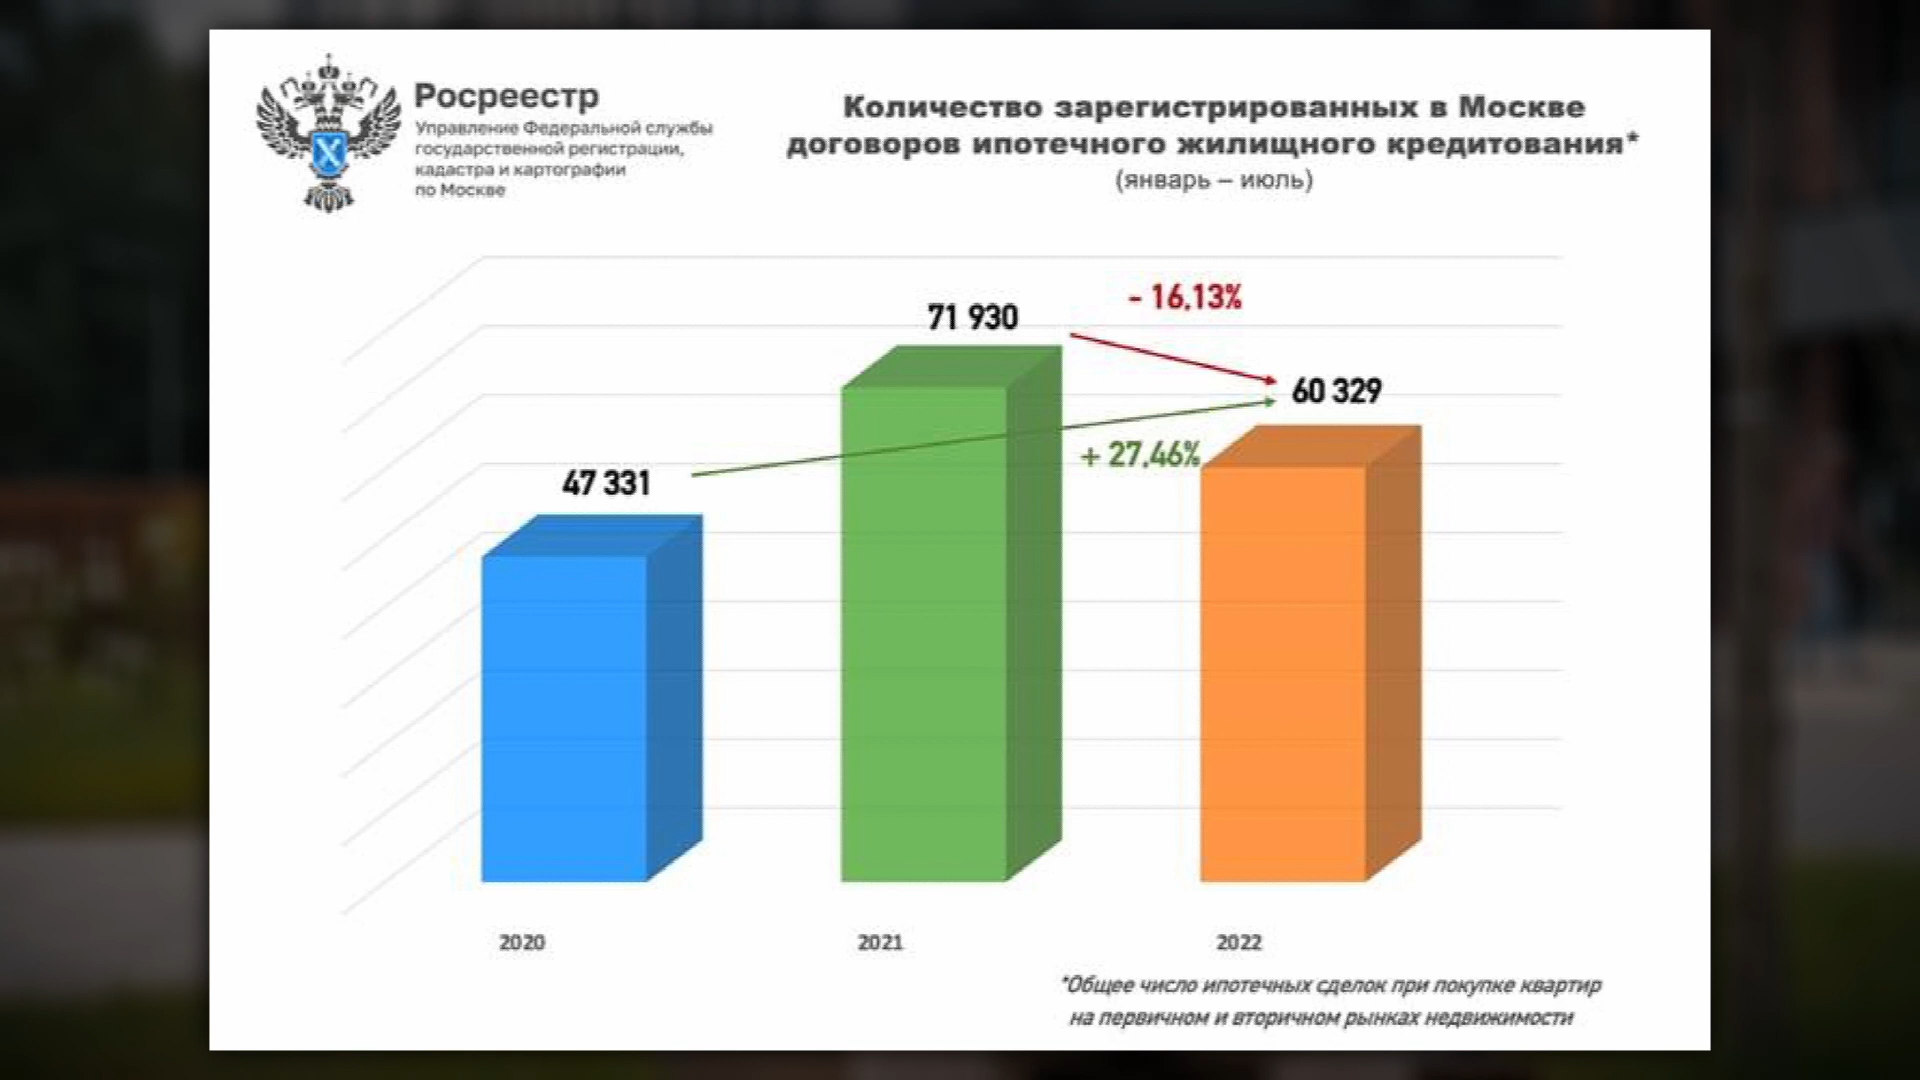 Росреестр
Управление Федеральной службы
государственной регистрации,
кадастра и картографии
по Москве
Количество зарегистрированных в Москве
договоров ипотечного жилищного кредитования*
(январь – июль)
71 930
- 16,13%
60 329
+ 27,46%
47 331
2020
2021
2022
*Общее число ипотечных сделок при покупке квартир
на первичном и вторичном рынках недвижимости